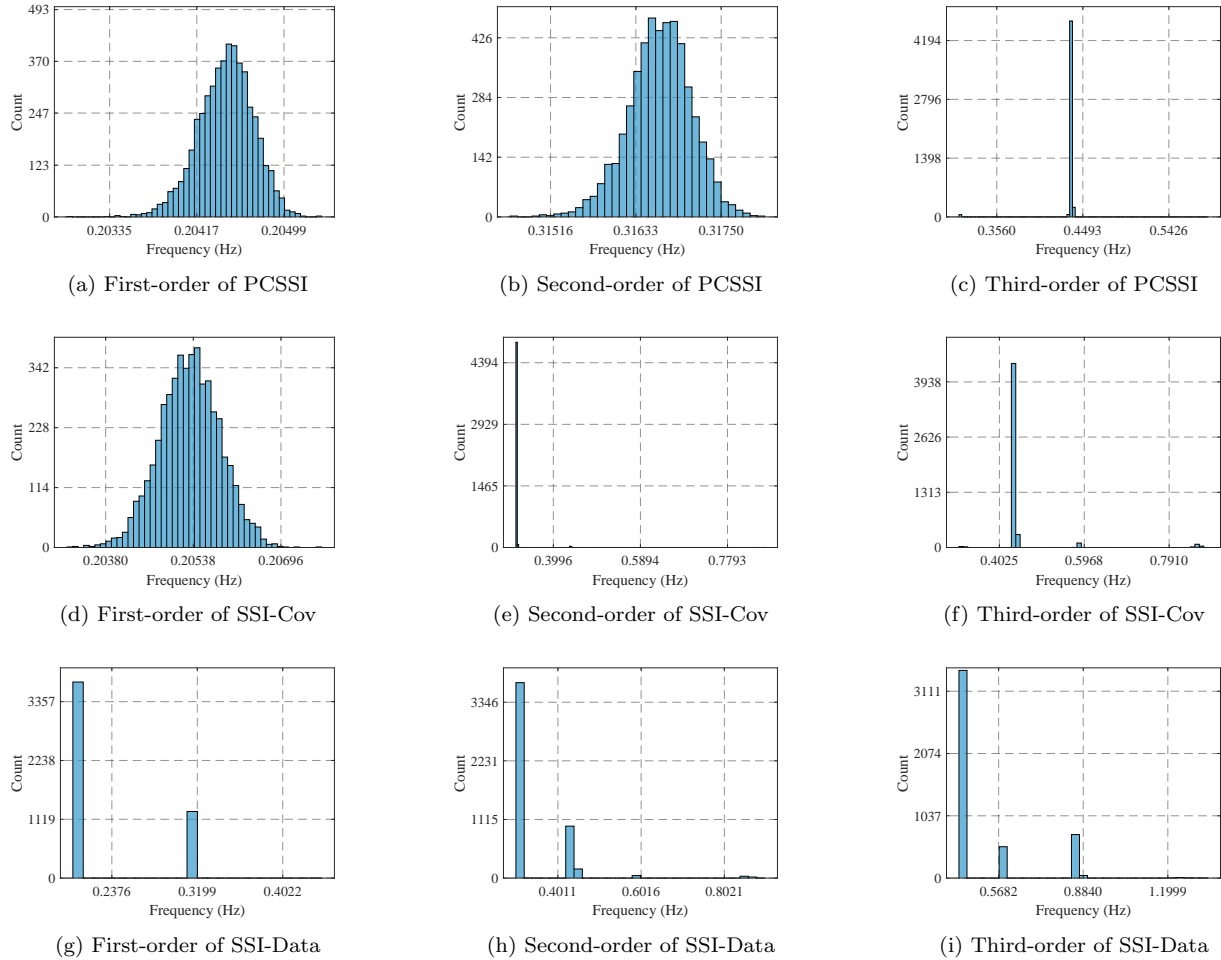 493
370
247
123
0
Count
0.20335 0.20417 0.20499
Frequency (Hz)
(a) First-order of PCSSI
426
284
142
0
Count
0.31516 0.31633 0.31750
Frequency (Hz)
(b) Second-order of PCSSI
4194
2796
1398
0
Count
0.3560 0.4493 0.5426
Frequency (Hz)
(c) Third-order of PCSSI
342
228
114
0
Count
0.20380 0.20538 0.20696
Frequency (Hz)
(d) First-order of SSI-Cov
4394
2929
1465
0
Count
0.3996 0.5894 0.7793
Frequency (Hz)
(e) Second-order of SSI-Cov
3938
2626
1313
0
Count
0.4025 0.5968 0.7910
Frequency (Hz)
(f) Third-order of SSI-Cov
3357
2238
1119
0
Count
0.2376 0.3199 0.4022
Frequency (Hz)
(g) First-order of SSI-Data
3346
2231
1115
0
Count
0.4011 0.6016 0.8021
Frequency (Hz)
(h) Second-order of SSI-Data
3111
2074
1037
0
Count
0.5682 0.8840 1.1999
Frequency (Hz)
(i) Third-order of SSI-Data